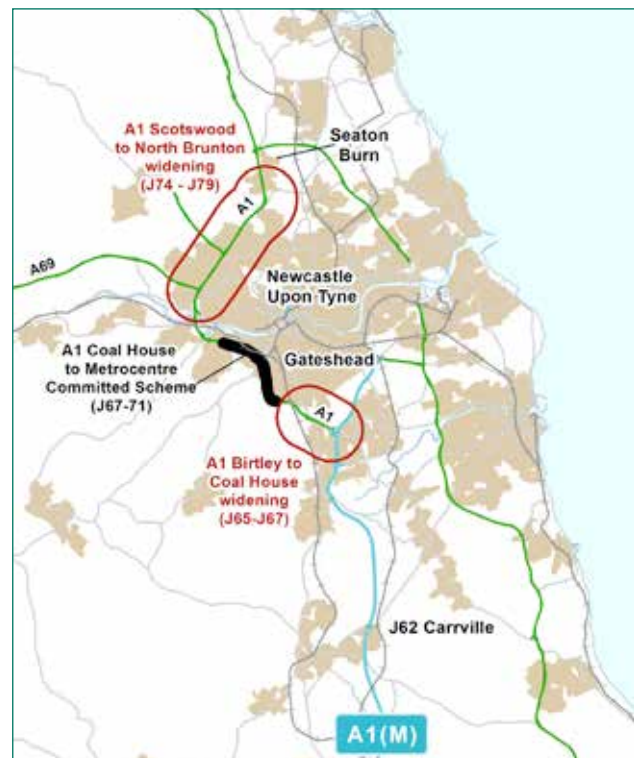 A1 Scotswood
to North Brunton
widening
(J74 - J79)
Seaton
Burn
A1
A69
Newcastle
Upon Tyne
A1 Coal House
to Metrocentre
Committed Scheme
(J67-71)
Gateshead
A1
A1 Birtley to
Coal House
widening
(J65-J67)
J62 Carrville
A1(M)